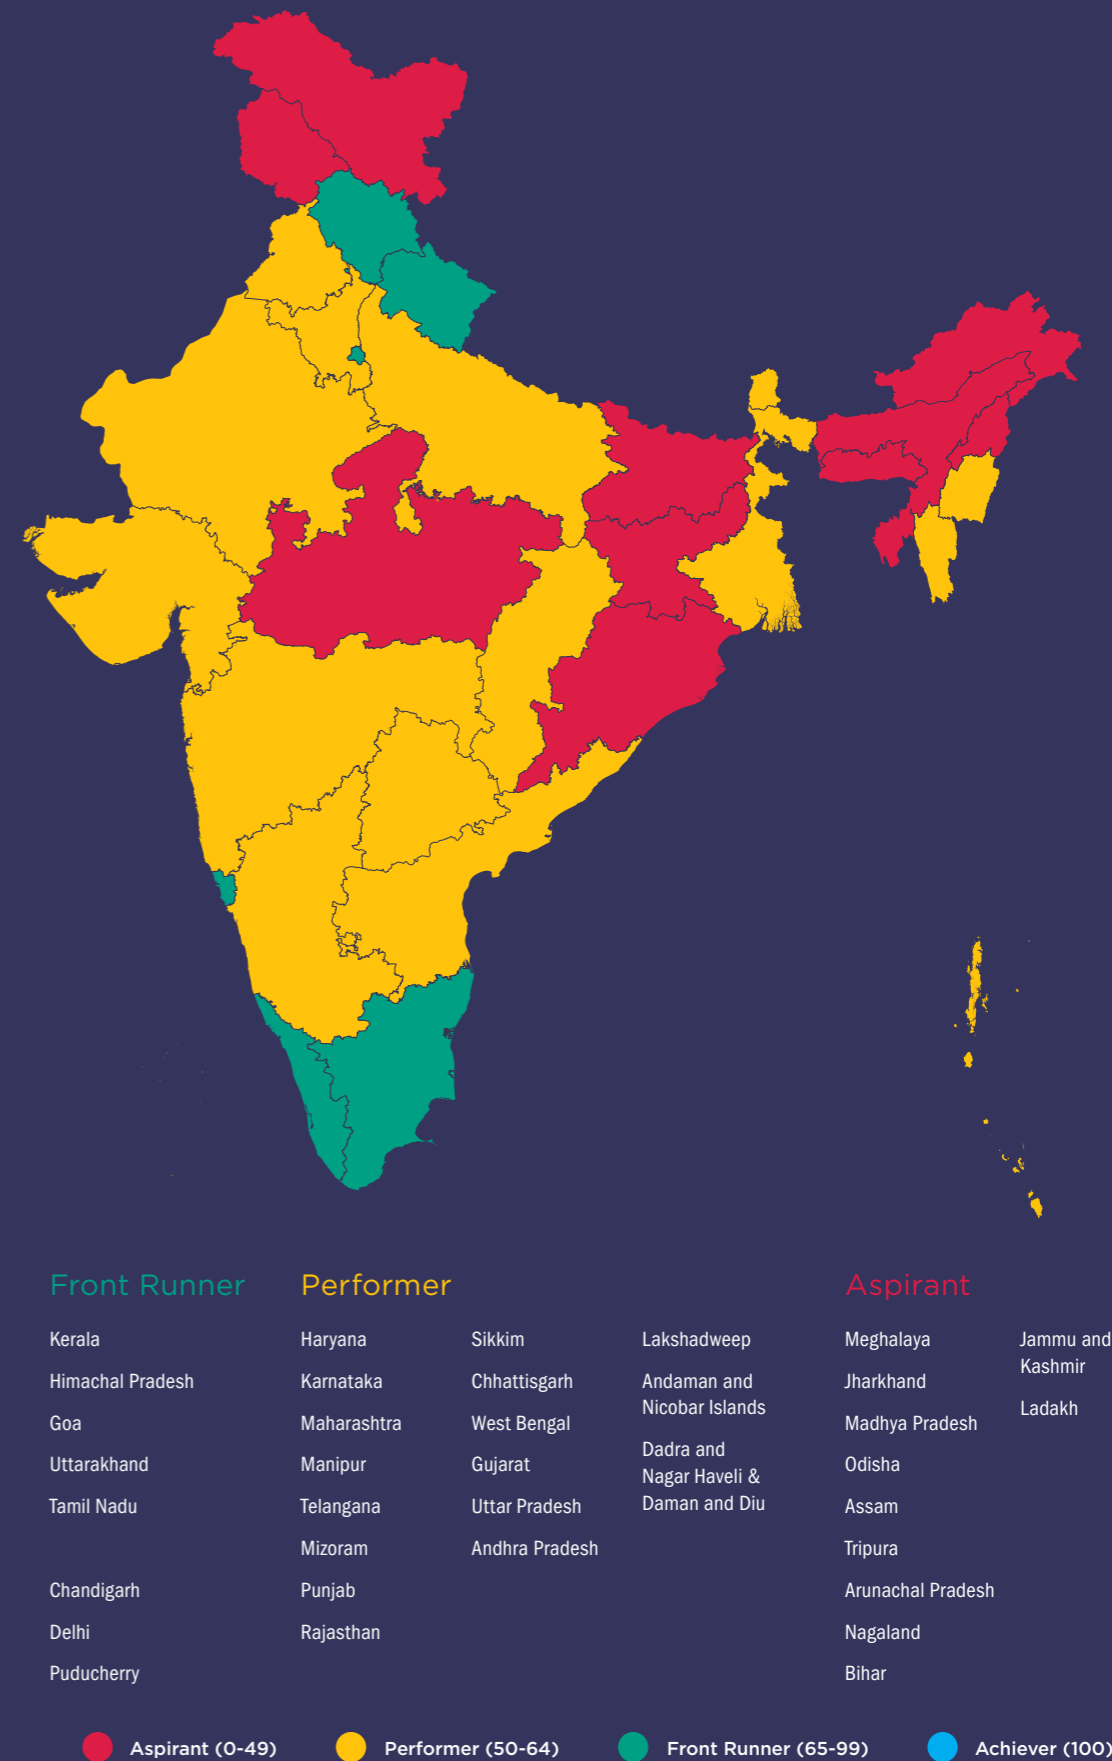 Front Runner
Kerala
Himachal Pradesh
Goa
Uttarakhand
Tamil Nadu
Chandigarh
Delhi
Puducherry
Performer
Haryana
Karnataka
Maharashtra
Manipur
Telangana
Mizoram
Punjab
Rajasthan
Sikkim
Chhattisgarh
West Bengal
Gujarat
Uttar Pradesh
Andhra Pradesh
Lakshadweep
Andaman and
Nicobar Islands
Dadra and
Nagar Haveli &
Daman and Diu
Aspirant
Meghalaya
Jharkhand
Madhya Pradesh
Odisha
Assam
Tripura
Arunachal Pradesh
Nagaland
Bihar
Jammu and
Kashmir
Ladakh
Aspirant (0-49)
Performer (50-64)
Front Runner (65-99)
Achiever (100)